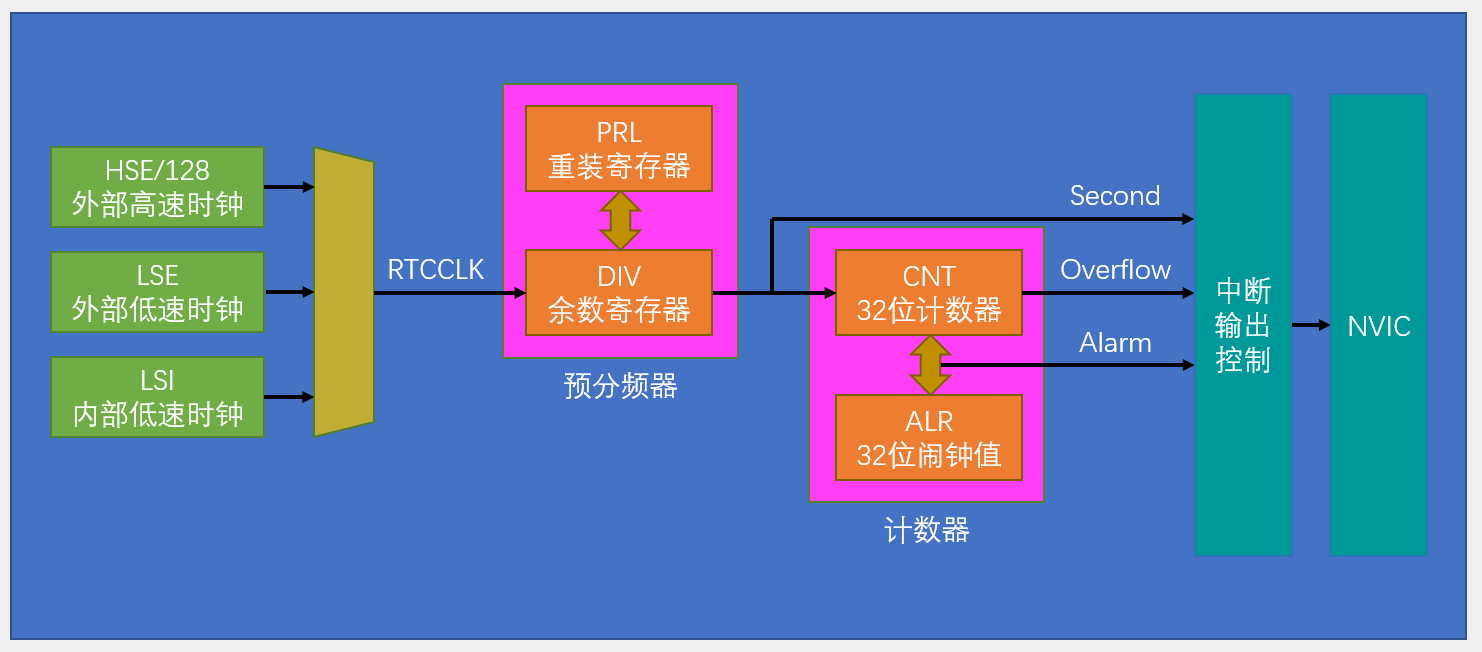 HSE/128
外部高速时钟
LSE
外部低速时钟
LSI
内部低速时钟
RTCCLK
PRL
重装寄存器
DIV
余数寄存器
预分频器
CNT
32位计数器
ALR
32位闹钟值
计数器
Second
Overflow
Alarm
中断
输出
控制
NVIC